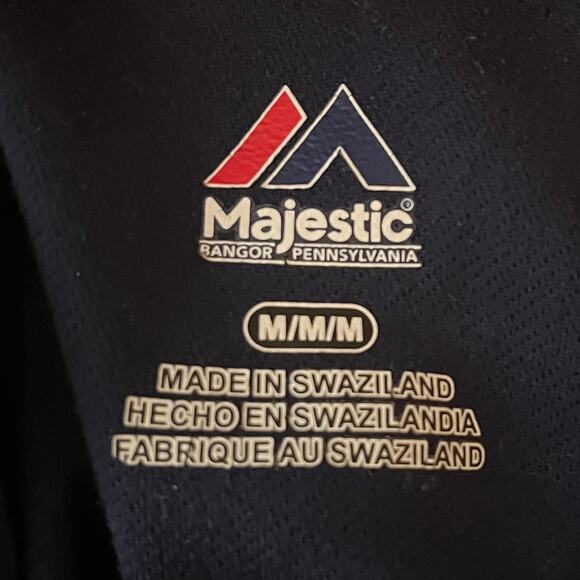 Majestic®
BANGOR PENNSYLVANIA
M/M/M
MADE IN SWAZILAND
HECHO EN SWAZILANDIA
FABRIQUE AU SWAZILAND